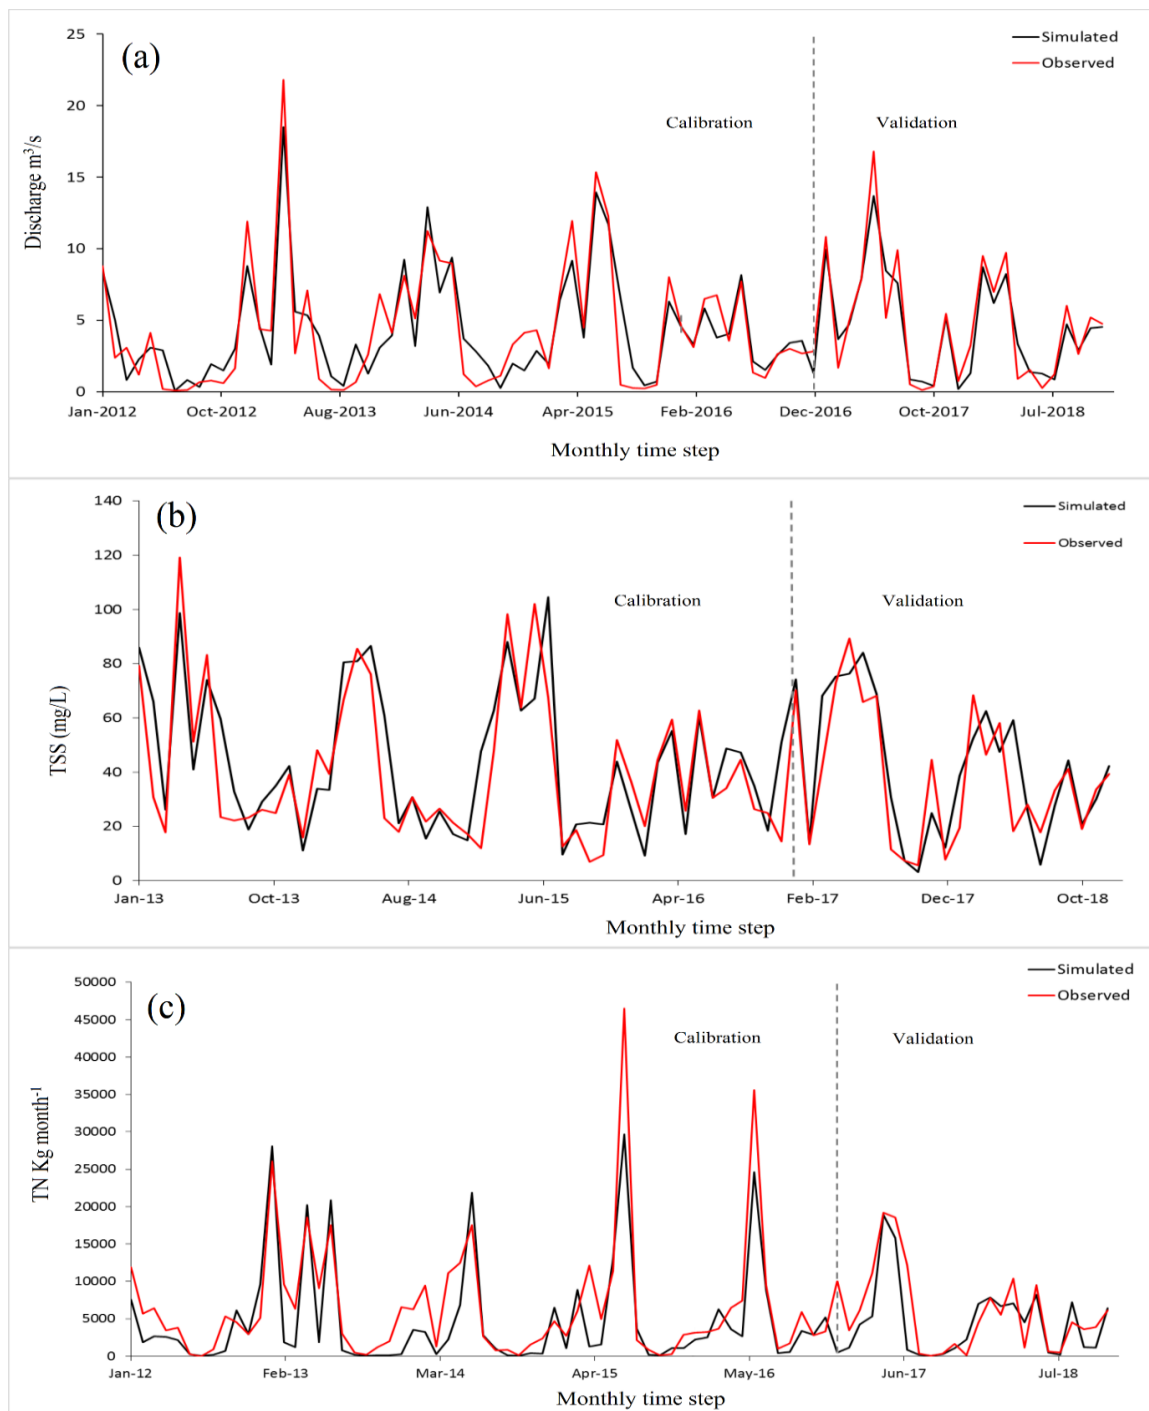 (a)
Simulated
Observed
Calibration
Validation
Discharge m³/s
25
20
15
10
5
0
Jan-2012 Oct-2012 Aug-2013 Jun-2014 Apr-2015 Feb-2016 Dec-2016 Oct-2017 Jul-2018
Monthly time step
(b)
Simulated
Observed
Calibration
Validation
TSS (mg/L)
140
120
100
80
60
40
20
0
Jan-13 Oct-13 Aug-14 Jun-15 Apr-16 Feb-17 Dec-17 Oct-18
Monthly time step
(c)
Simulated
Observed
Calibration
Validation
TN Kg month⁻¹
50000
45000
40000
35000
30000
25000
20000
15000
10000
5000
0
Jan-12 Feb-13 Mar-14 Apr-15 May-16 Jun-17 Jul-18
Monthly time step